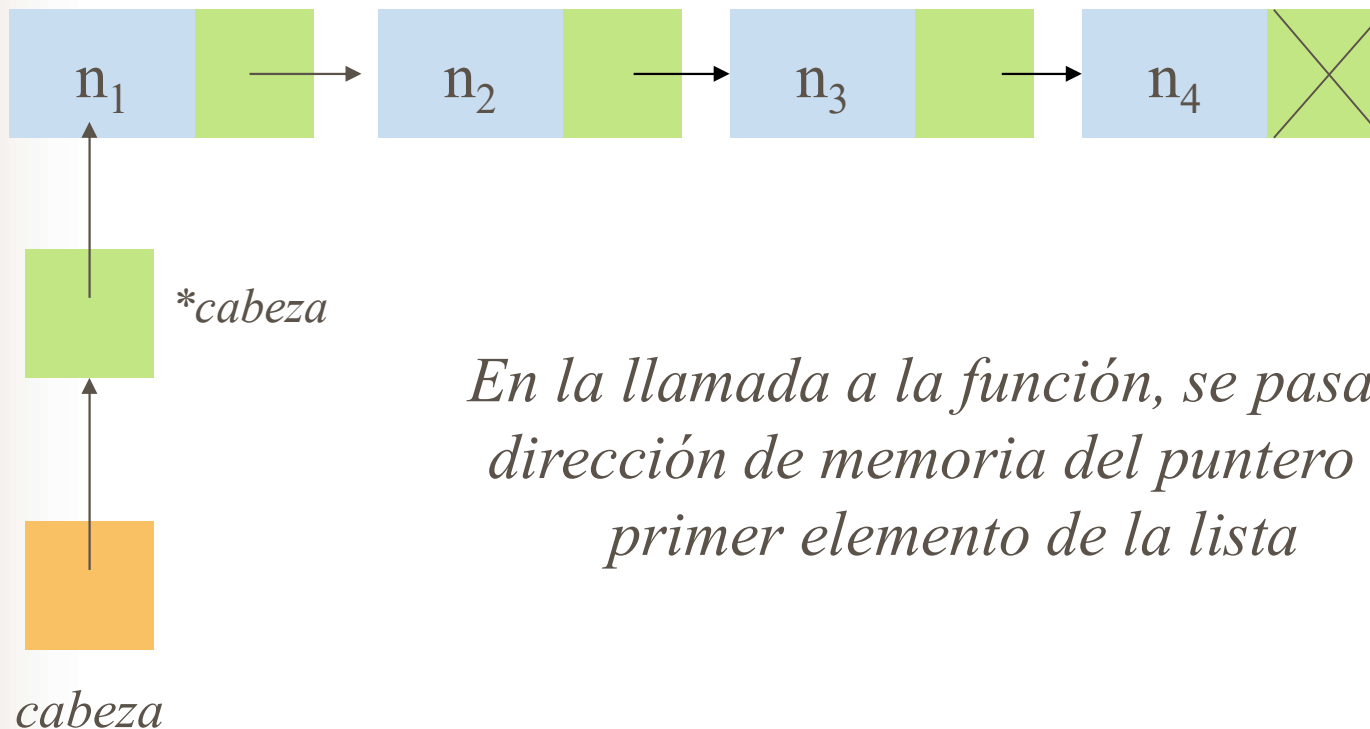 n₁ n₂ n₃ n₄
*cabeza
En la llamada a la función, se pasa
dirección de memoria del puntero
primer elemento de la lista
cabeza